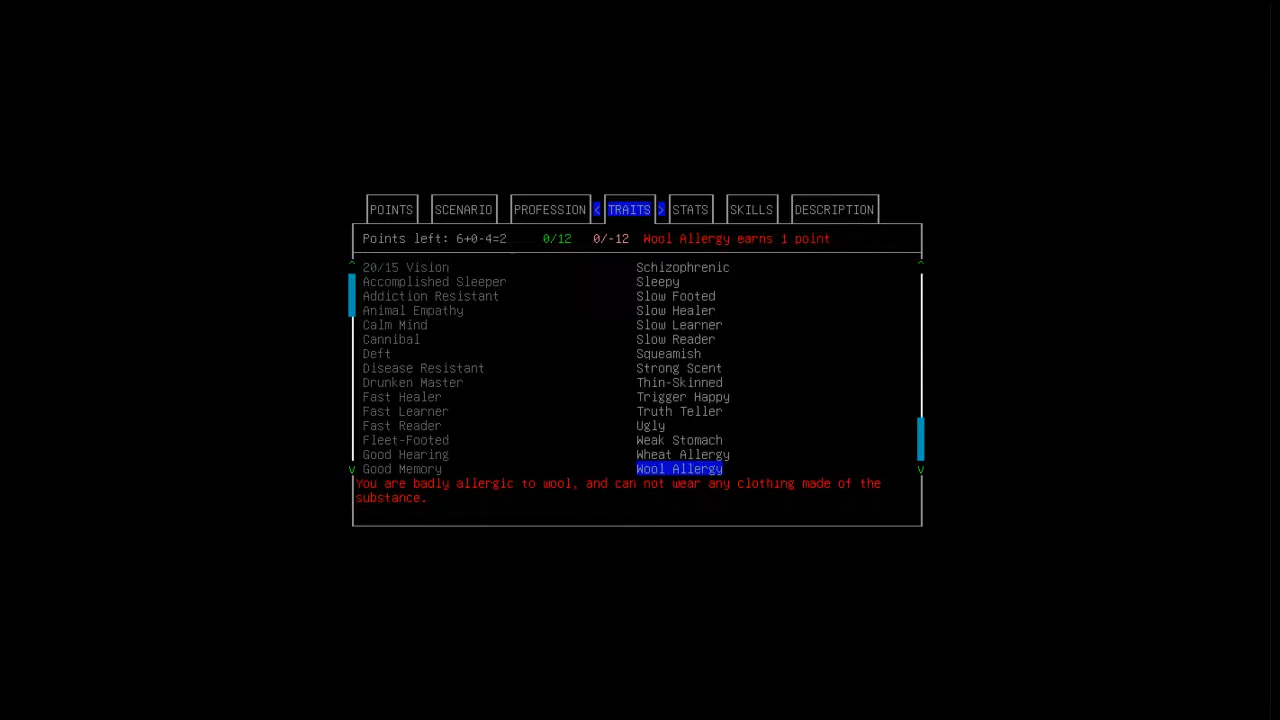 POINTS SCENARIO PROFESSION < TRAITS > STATS SKILLS DESCRIPTION
Points left: 6+0-4=2 0/12 0/-12 Wool Allergy earns 1 point
20/15 Vision Schizophrenic
Accomplished Sleeper Sleepy
Addiction Resistant Slow Footed
Animal Empathy Slow Healer
Calm Mind Slow Learner
Cannibal Slow Reader
Deft Squeamish
Disease Resistant Strong Scent
Drunken Master Thin-Skinned
Fast Healer Trigger Happy
Fast Learner Truth Teller
Fast Reader Ugly
Fleet-Footed Weak Stomach
Good Hearing Wheat Allergy
Good Memory Wool Allergy
You are badly allergic to wool, and can not wear any clothing made of the
substance.